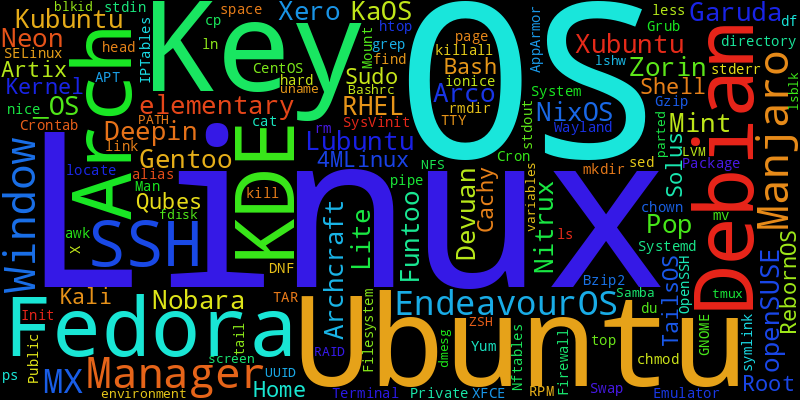 blkid
stdin
cp
space
Xero
KaOS
less
Garuda
Kubuntu
Key
OS
page
Grub
df
Neon
head
IPTables
ln
htop
grep
killall
AppArmor
Xubuntu
directory
SELinux
Arch
CentOS
Mount
find
Bash
lshw
Zorin
stderr
Artix
APT
hard
Sudo
ionice
System
Shell
lsblk
Kernel
uname
Bashrc
Arco
NixOS
Gzip
Debian
Manjaro
nice
_OS
elementary
RHEL
rmdir
stdout
parted
Mint
Crontab
PATH
cat
SysVinit
TTY
Wayland
Deepin
rm
Lubuntu
Cron
sed
LVM
Window
link
Gentoo
KDE
4MLinux
NFS
mkdir
Solus
Package
locate
alias
Linux
pipe
Devuan
Cachy
variables
Man
Qubes
kill
Nitrux
chown
mv
fdisk
Lite
Funtoo
Pop
awk
SSH
ls
Systemd
x
Archcraft
TailsOS
OpenSSH
openSUSE
RebornOS
DNF
Bzip2
Kali
Nobara
TAR
EndeavourOS
Samba
tmux
Init
Fedora
Filesystem
Ubuntu
du
Public
tail
RAID
dmesg
ZSH
Yum
Nftables
Firewall
top
GNOME
symlink
screen
chmod
ps
MX
Manager
UUID
Home
Swap
Root
environment
Terminal
Private
XFCE
RPM
Emulator